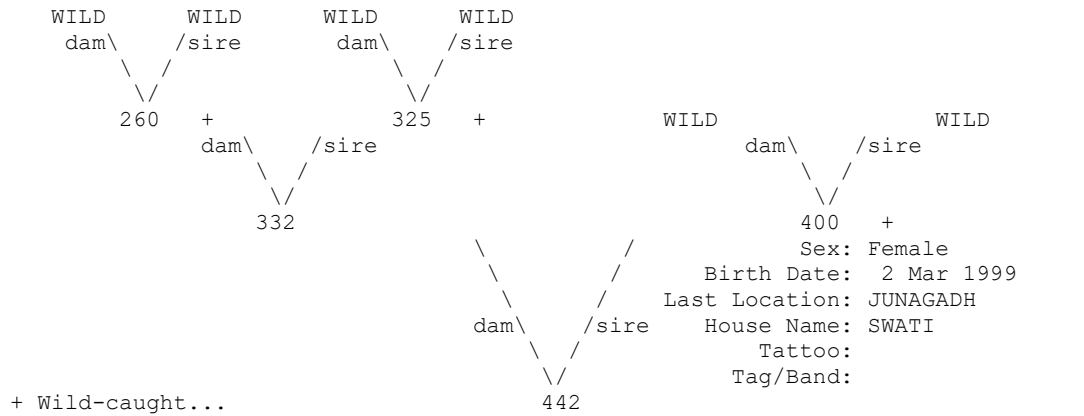 WILD WILD WILD WILD
dam\ /sire dam\ /sire
\ / \ /
\/ \/
260 + 325 + WILD WILD
dam\ /sire dam\ /sire
\ / \ /
\/ \/
332 400 +
\ / Sex: Female
\ / Birth Date: 2 Mar 1999
\ / Last Location: JUNAGADH
dam\ /sire House Name: SWATI
\ / Tattoo:
\/ Tag/Band:
+ Wild-caught... 442